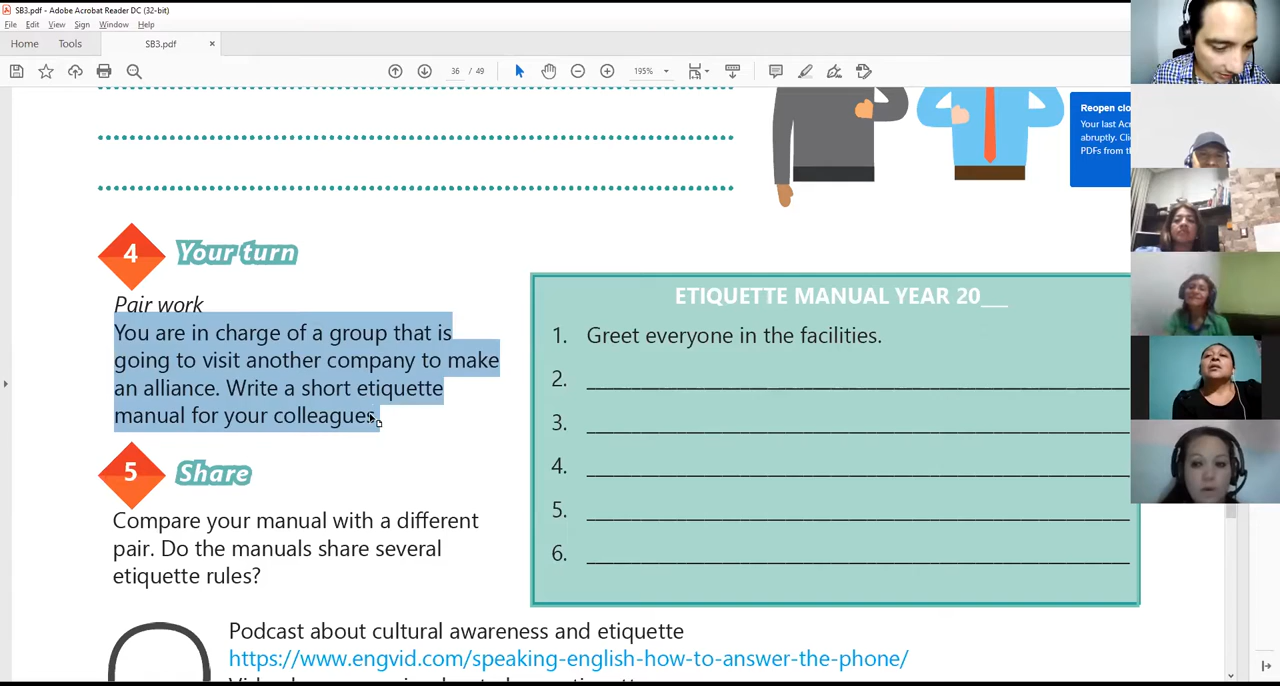 SB3.pdf - Adobe Acrobat Reader DC (32-bit)
File Edit View Sign Window Help
Home Tools SB3.pdf ×
36 / 49 195%
Reopen clo
Your last Acr
abruptly. Cli
PDFs from th
4 Your turn
Pair work
You are in charge of a group that is
going to visit another company to make
an alliance. Write a short etiquette
manual for your colleagues.
ETIQUETTE MANUAL YEAR 20__
1. Greet everyone in the facilities.
2.
3.
4.
5.
6.
5 Share
Compare your manual with a different
pair. Do the manuals share several
etiquette rules?
Podcast about cultural awareness and etiquette
https://www.engvid.com/speaking-english-how-to-answer-the-phone/